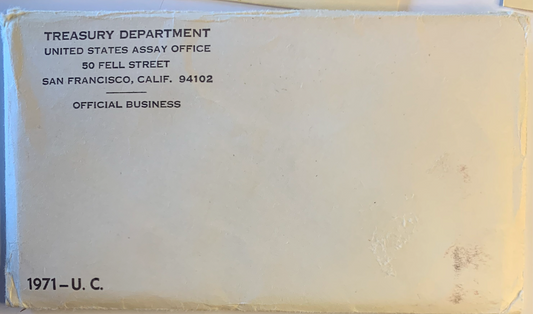 TREASURY DEPARTMENT
UNITED STATES ASSAY OFFICE
50 FELL STREET
SAN FRANCISCO, CALIF. 94102
OFFICIAL BUSINESS
1971-U. C.